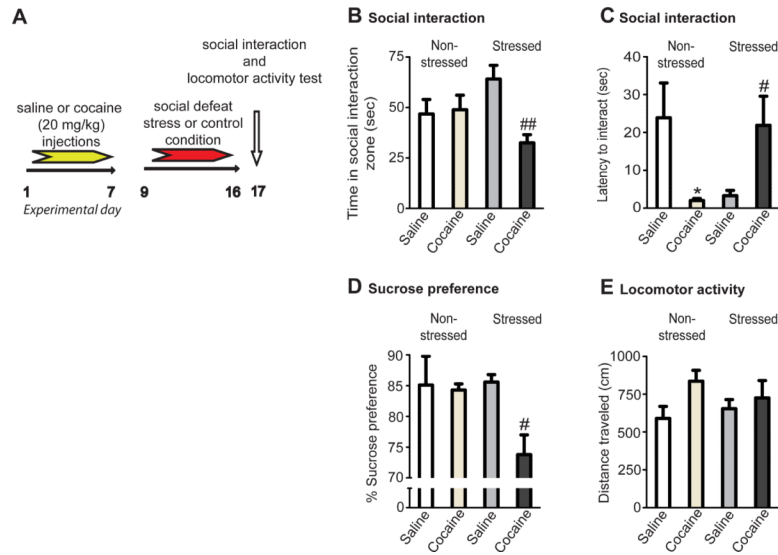 A
social interaction
and
locomotor activity test
saline or cocaine
(20 mg/kg)
injections
social defeat
stress or control
condition
1
7
9
16
17
Experimental day
B Social interaction
Non-
stressed
Stressed
Time in social interaction
zone (sec)
75
50
25
0
##
Saline
Cocaine
Saline
Cocaine
C Social interaction
Non-
stressed
Stressed
Latency to interact (sec)
40
30
20
10
0
*
#
Saline
Cocaine
Saline
Cocaine
D Sucrose preference
Non-
stressed
Stressed
% Sucrose preference
90
85
80
75
70
0
#
Saline
Cocaine
Saline
Cocaine
E Locomotor activity
Non-
stressed
Stressed
Distance traveled (cm)
1000
750
500
250
0
Saline
Cocaine
Saline
Cocaine